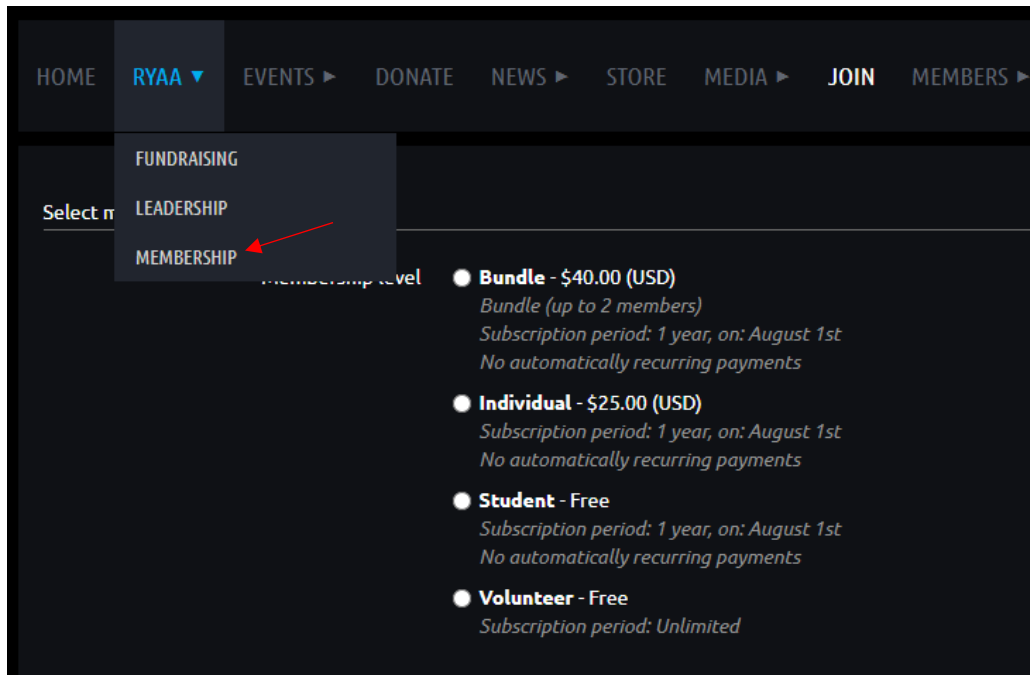 HOME RYAA ▼ EVENTS ► DONATE NEWS ► STORE MEDIA ► JOIN MEMBERS ►
FUNDRAISING
LEADERSHIP
Select
MEMBERSHIP
Membership level
Bundle - $40.00 (USD)
Bundle (up to 2 members)
Subscription period: 1 year, on: August 1st
No automatically recurring payments
Individual - $25.00 (USD)
Subscription period: 1 year, on: August 1st
No automatically recurring payments
Student - Free
Subscription period: 1 year, on: August 1st
No automatically recurring payments
Volunteer - Free
Subscription period: Unlimited